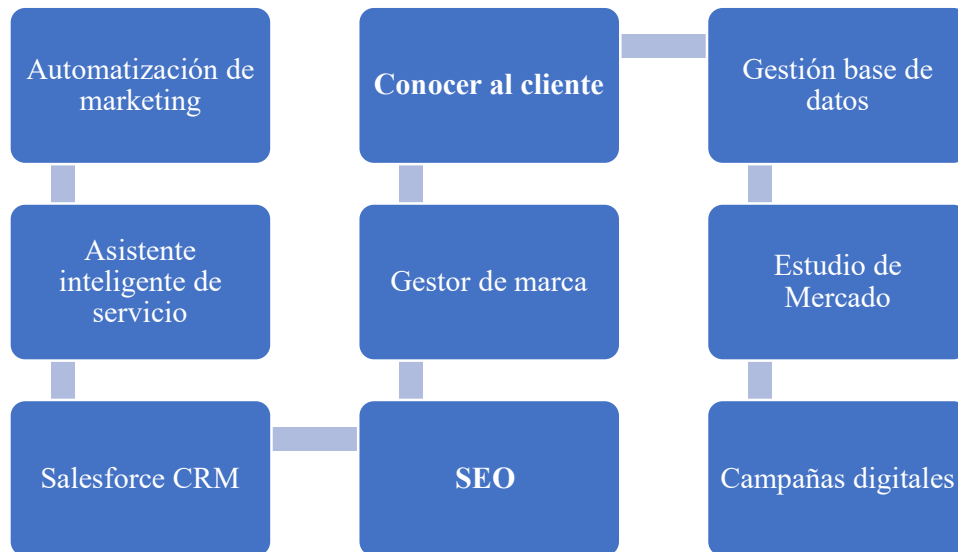 Automatización de
marketing
Asistente
inteligente de
servicio
Salesforce CRM
SEO
Gestor de marca
Conocer al cliente
Gestión base de
datos
Estudio de
Mercado
Campañas digitales